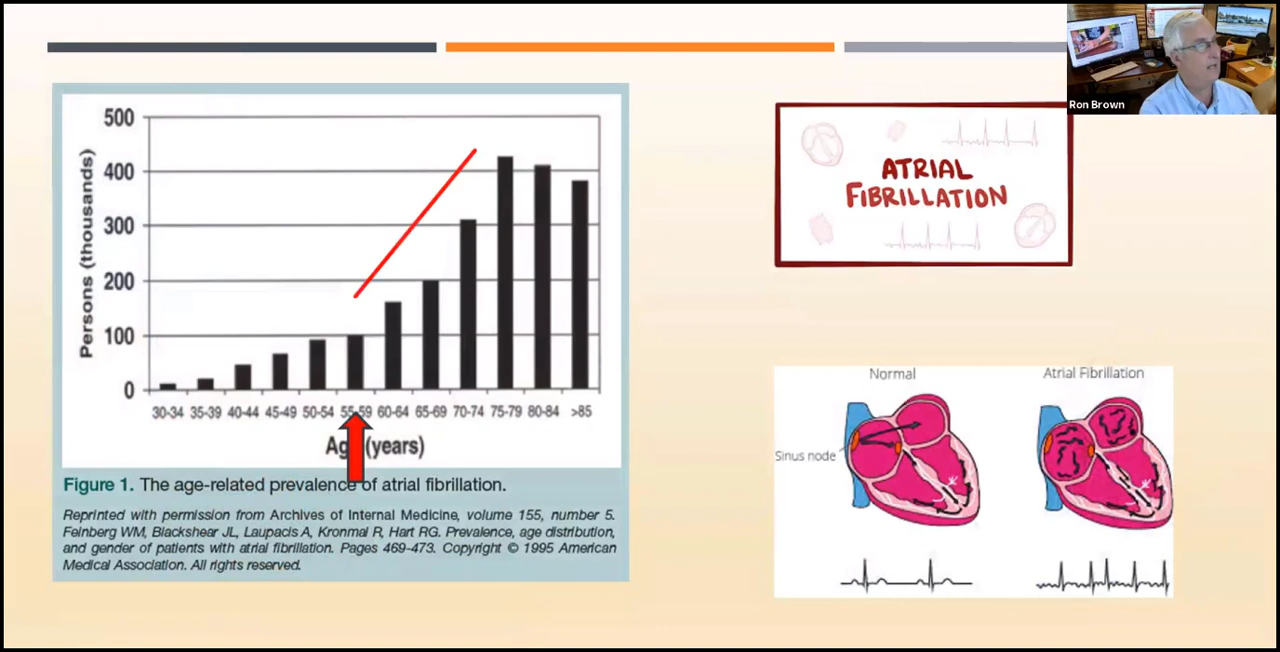 Ron Brown
500
400
300
200
100
0
Persons (thousands)
30-34 35-39 40-44 45-49 50-54 55-59 60-64 65-69 70-74 75-79 80-84 >85
Age (years)
Figure 1. The age-related prevalence of atrial fibrillation.
Reprinted with permission from Archives of Internal Medicine, volume 155, number 5.
Feinberg WM, Blackshear JL, Laupacis A, Kronmal R, Hart RG. Prevalence, age distribution,
and gender of patients with atrial fibrillation. Pages 469-473. Copyright © 1995 American
Medical Association. All rights reserved.
ATRIAL
FIBRILLATION
Normal
Atrial Fibrillation
Sinus node